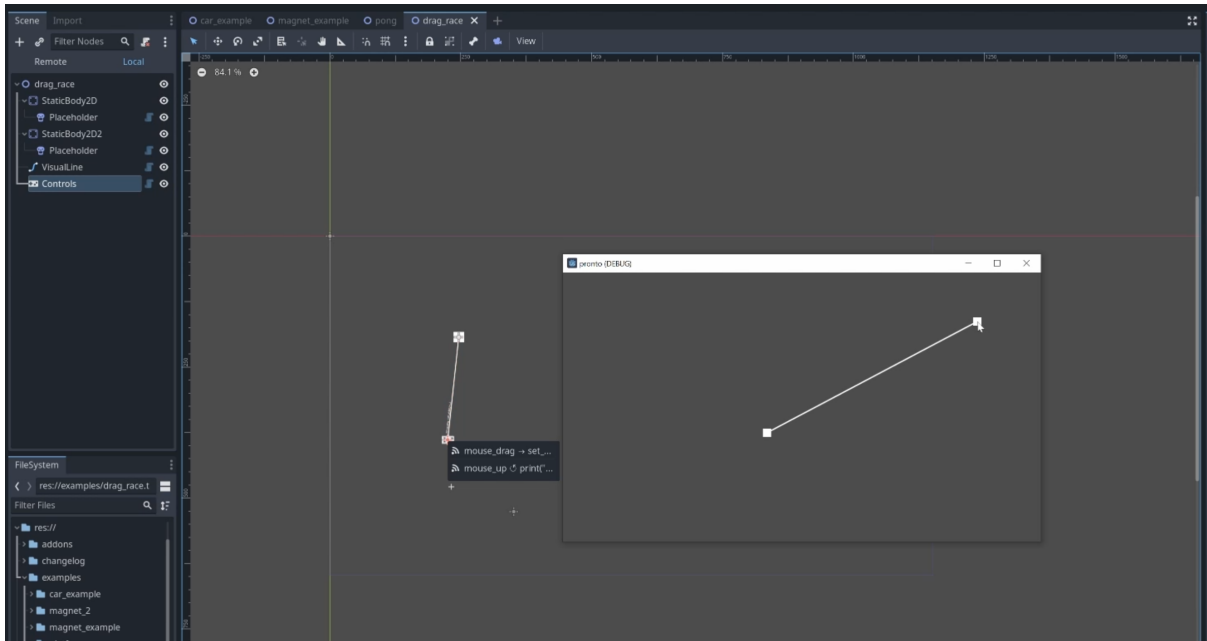 Scene Import
car_example magnet_example pong drag_race
Filter Nodes
View
Remote Local
84.1 %
drag_race
StaticBody2D
Placeholder
StaticBody2D2
Placeholder
VisualLine
Controls
pronto (DEBUG)
mouse_drag → set_...
mouse_up ↺ print("...
FileSystem
res://examples/drag_race.t
Filter Files
res://
addons
changelog
examples
car_example
magnet_2
magnet_example